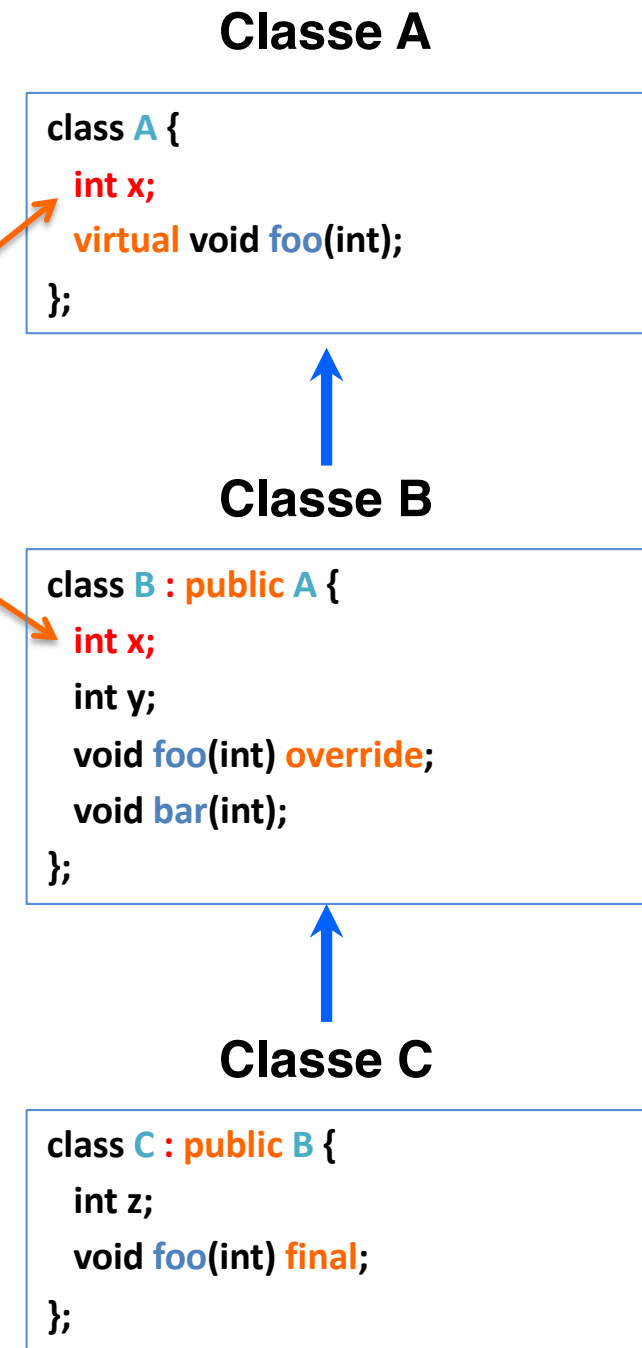 Classe A
class A {
int x;
virtual void foo(int);
};
Classe B
class B : public A {
int x;
int y;
void foo(int) override;
void bar(int);
};
Classe C
class C : public B {
int z;
void foo(int) final;
};